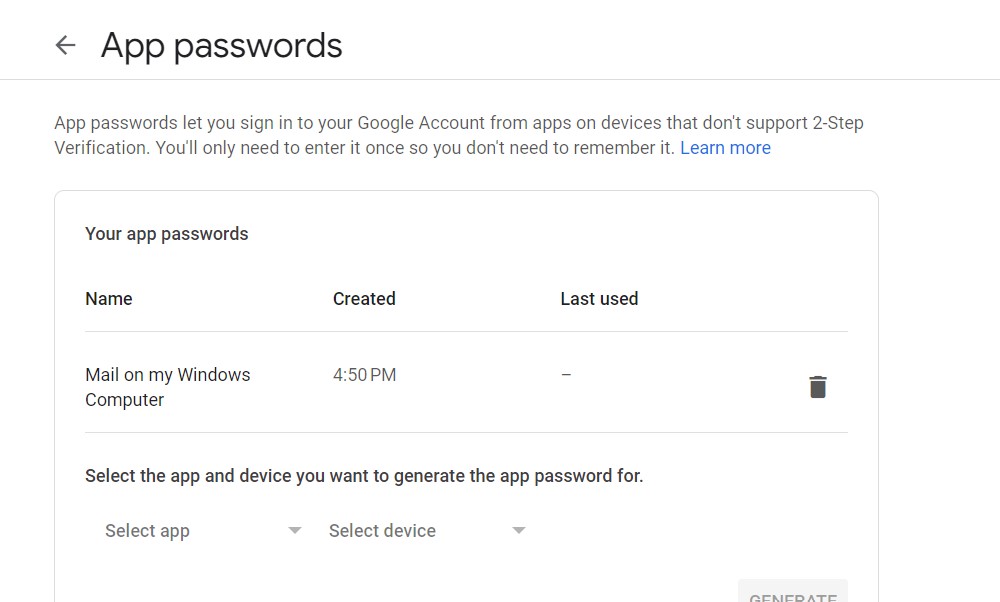 App passwords
App passwords let you sign in to your Google Account from apps on devices that don't support 2-Step
Verification. You'll only need to enter it once so you don't need to remember it. Learn more
Your app passwords
Name Created Last used
Mail on my Windows 4:50 PM –
Computer
Select the app and device you want to generate the app password for.
Select app Select device
GENERATE